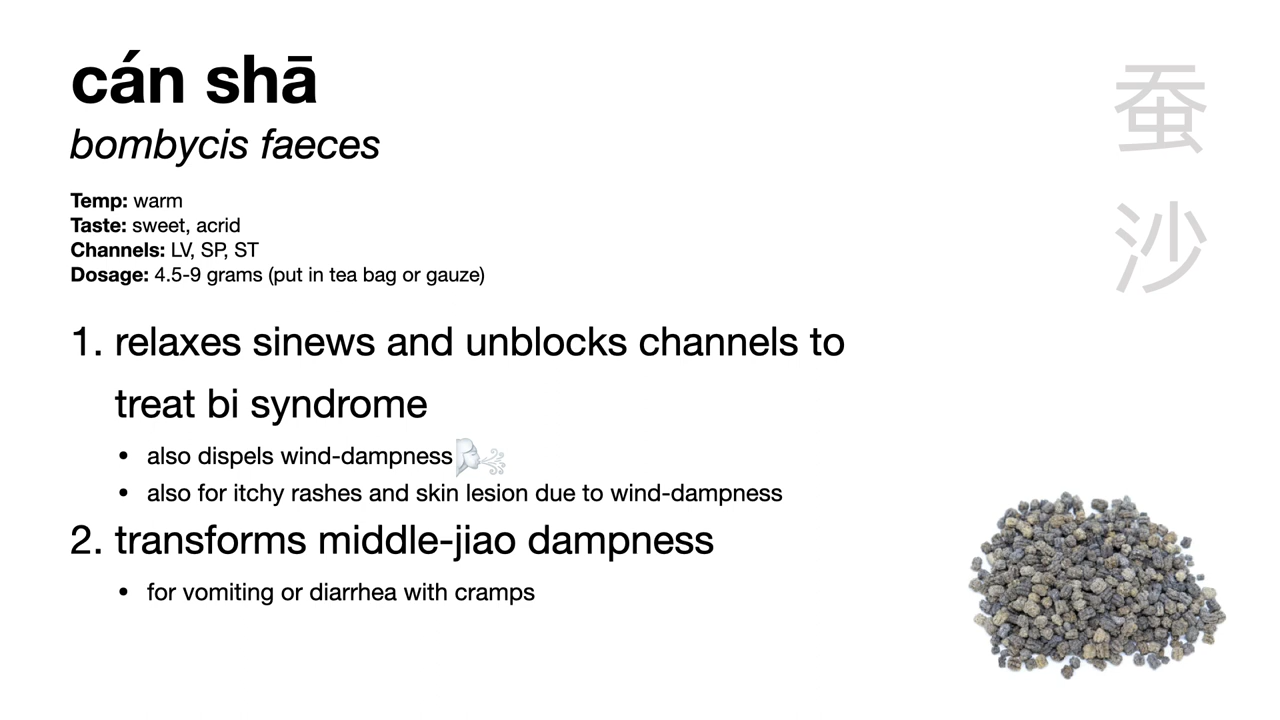 cán shā
bombycis faeces
蚕
沙
Temp: warm
Taste: sweet, acrid
Channels: LV, SP, ST
Dosage: 4.5-9 grams (put in tea bag or gauze)
1. relaxes sinews and unblocks channels to
treat bi syndrome
• also dispels wind-dampness
• also for itchy rashes and skin lesion due to wind-dampness
2. transforms middle-jiao dampness
• for vomiting or diarrhea with cramps